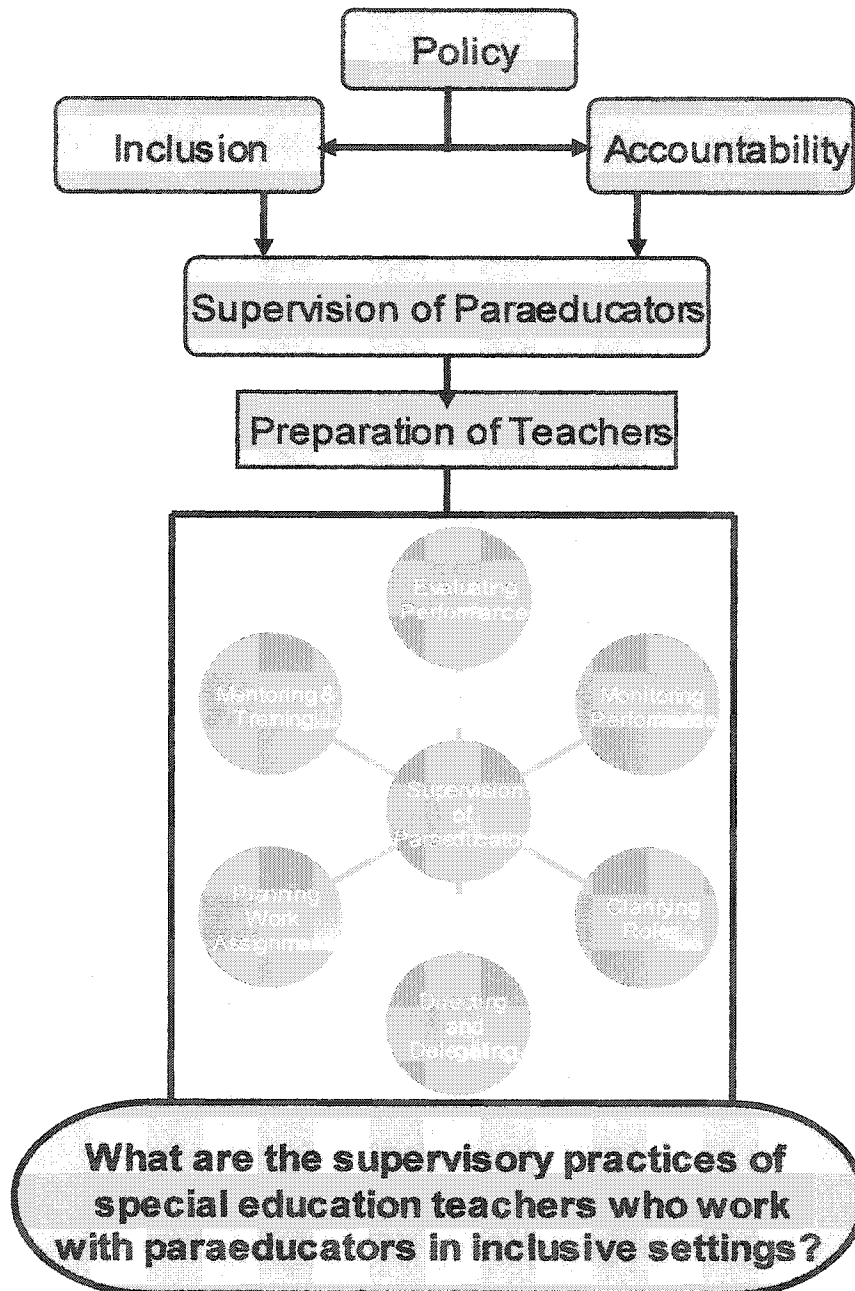 Policy
Inclusion
Accountability
Supervision of Paraeducators
Preparation of Teachers
Evaluating
Performance
Mentoring &
Training
Monitoring
Performance
Supervision
of
Planning
Work
Clarifying
Directing
and
Delegating
What are the supervisory practices of
special education teachers who work
with paraeducators in inclusive settings?